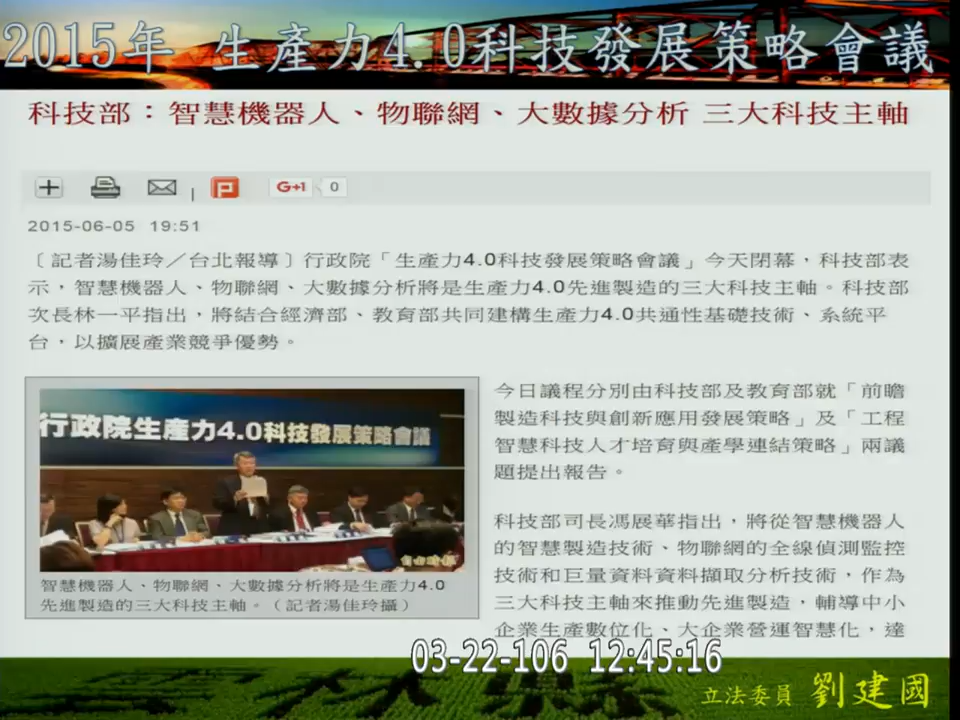 2015年 生產力4.0科技發展策略會議
科技部：智慧機器人、物聯網、大數據分析 三大科技主軸
G+1 0
2015-06-05 19:51
〔記者湯佳玲／台北報導〕行政院「生產力4.0科技發展策略會議」今天閉幕，科技部表
示，智慧機器人、物聯網、大數據分析將是生產力4.0先進製造的三大科技主軸。科技部
次長林一平指出，將結合經濟部、教育部共同建構生產力4.0共通性基礎技術、系統平
台，以擴展產業競爭優勢。
行政院生產力4.0科技發展策略會議
自由時報
智慧機器人、物聯網、大數據分析將是生產力4.0
先進製造的三大科技主軸。（記者湯佳玲攝）
今日議程分別由科技部及教育部就「前瞻
製造科技與創新應用發展策略」及「工程
智慧科技人才培育與產學連結策略」兩議
題提出報告。
科技部司長馮展華指出，將從智慧機器人
的智慧製造技術、物聯網的全線偵測監控
技術和巨量資料資料擷取分析技術，作為
三大科技主軸來推動先進製造，輔導中小
企業生產數位化、大企業營運智慧化，達
03-22-106 12:45:16
雲林縣
立法委員 劉建國